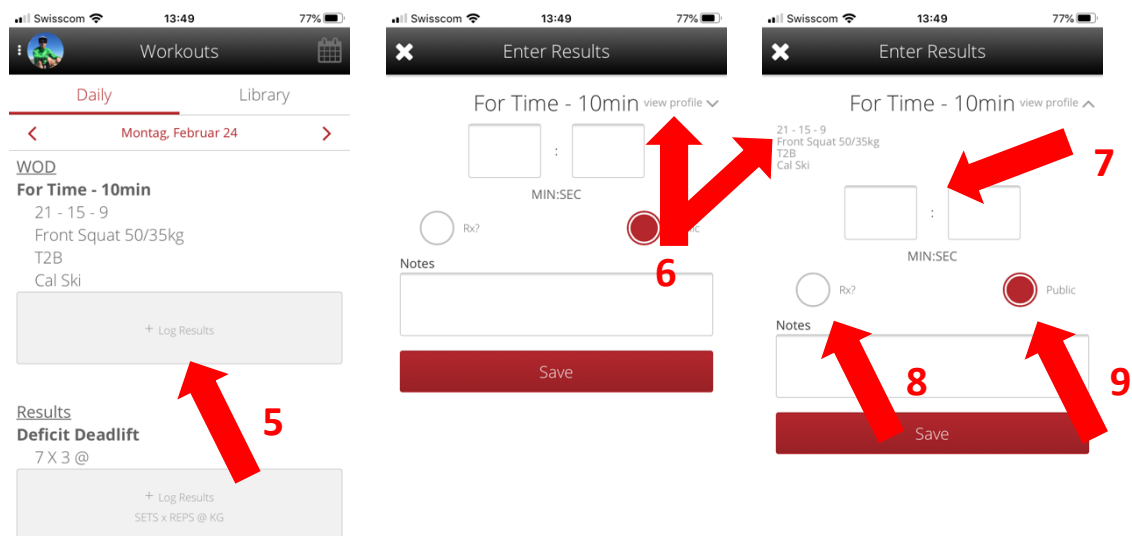 Swisscom 13:49 77%
Workouts
Daily Library
Montag, Februar 24
WOD
For Time - 10min
21 - 15 - 9
Front Squat 50/35kg
T2B
Cal Ski
+ Log Results
5
Results
Deficit Deadlift
7 X 3 @
+ Log Results
SETS x REPS @ KG
Swisscom 13:49 77%
Enter Results
For Time - 10min view profile
:
MIN:SEC
Rx?
6
Notes
Save
Swisscom 13:49 77%
Enter Results
For Time - 10min view profile
21 - 15 - 9
Front Squat 50/35kg
T2B
Cal Ski
7
:
MIN:SEC
Rx? Public
Notes
8
9
Save